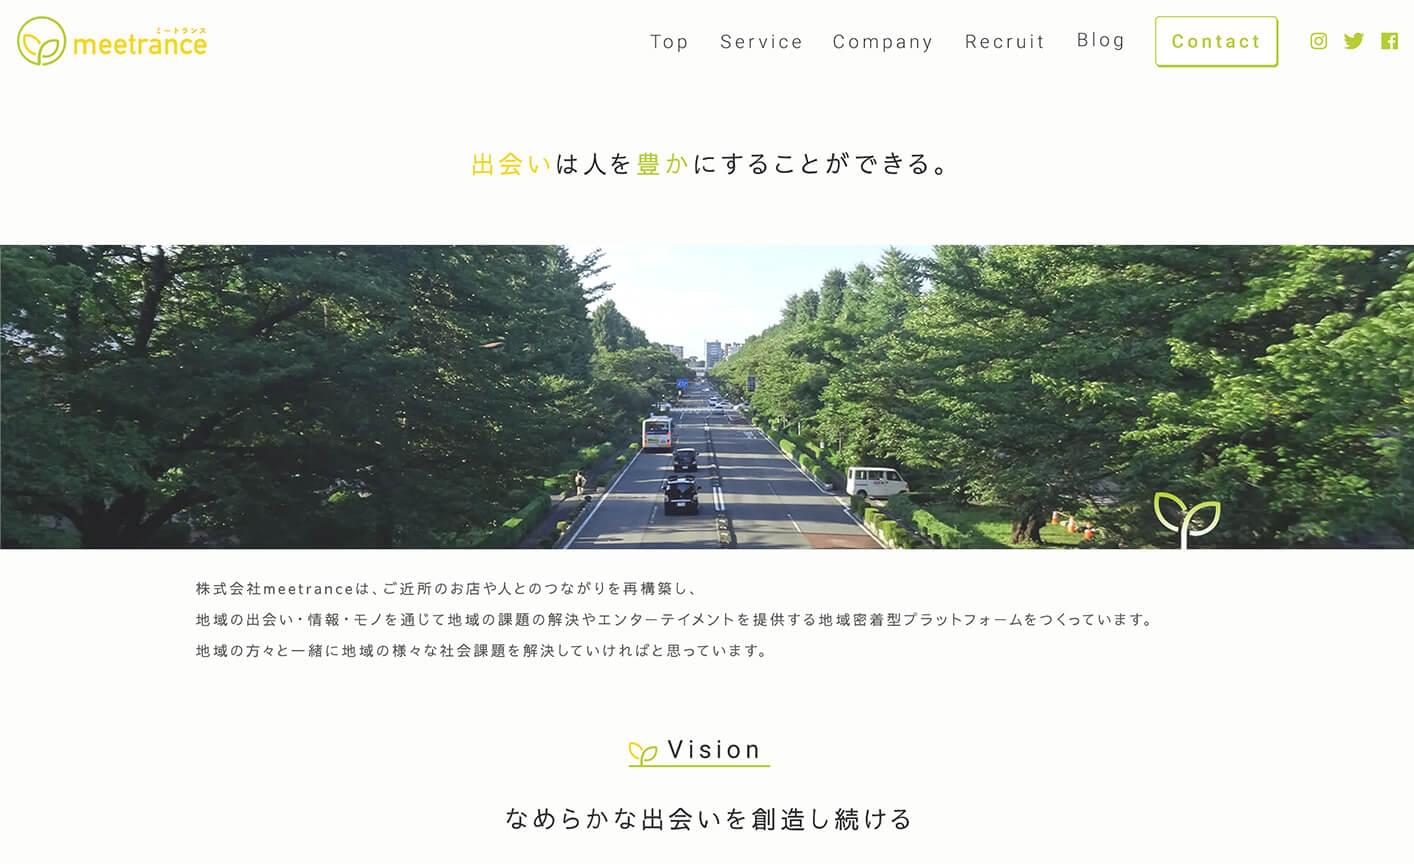 ミートランス
meetrance
Top Service Company Recruit Blog Contact
出会いは人を豊かにすることができる。
株式会社meetranceは、ご近所のお店や人とのつながりを再構築し、
地域の出会い・情報・モノを通じて地域の課題の解決やエンターテイメントを提供する地域密着型プラットフォームをつくっています。
地域の方々と一緒に地域の様々な社会課題を解決していければと思っています。
Vision
なめらかな出会いを創造し続ける